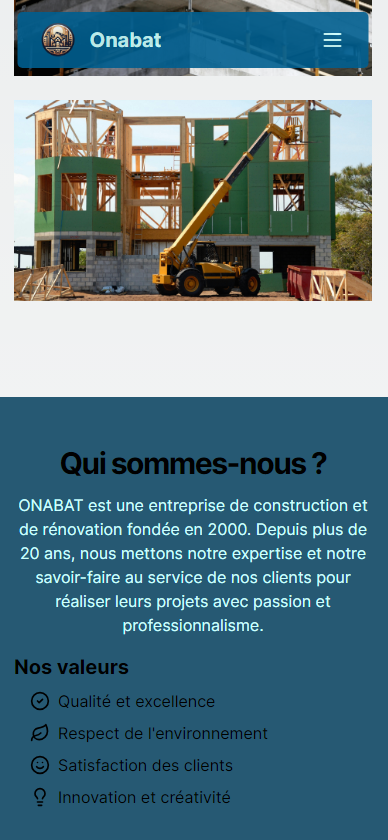 Onabat
Qui sommes-nous ?
ONABAT est une entreprise de construction et
de rénovation fondée en 2000. Depuis plus de
20 ans, nous mettons notre expertise et notre
savoir-faire au service de nos clients pour
réaliser leurs projets avec passion et
professionnalisme.
Nos valeurs
Qualité et excellence
Respect de l'environnement
Satisfaction des clients
Innovation et créativité